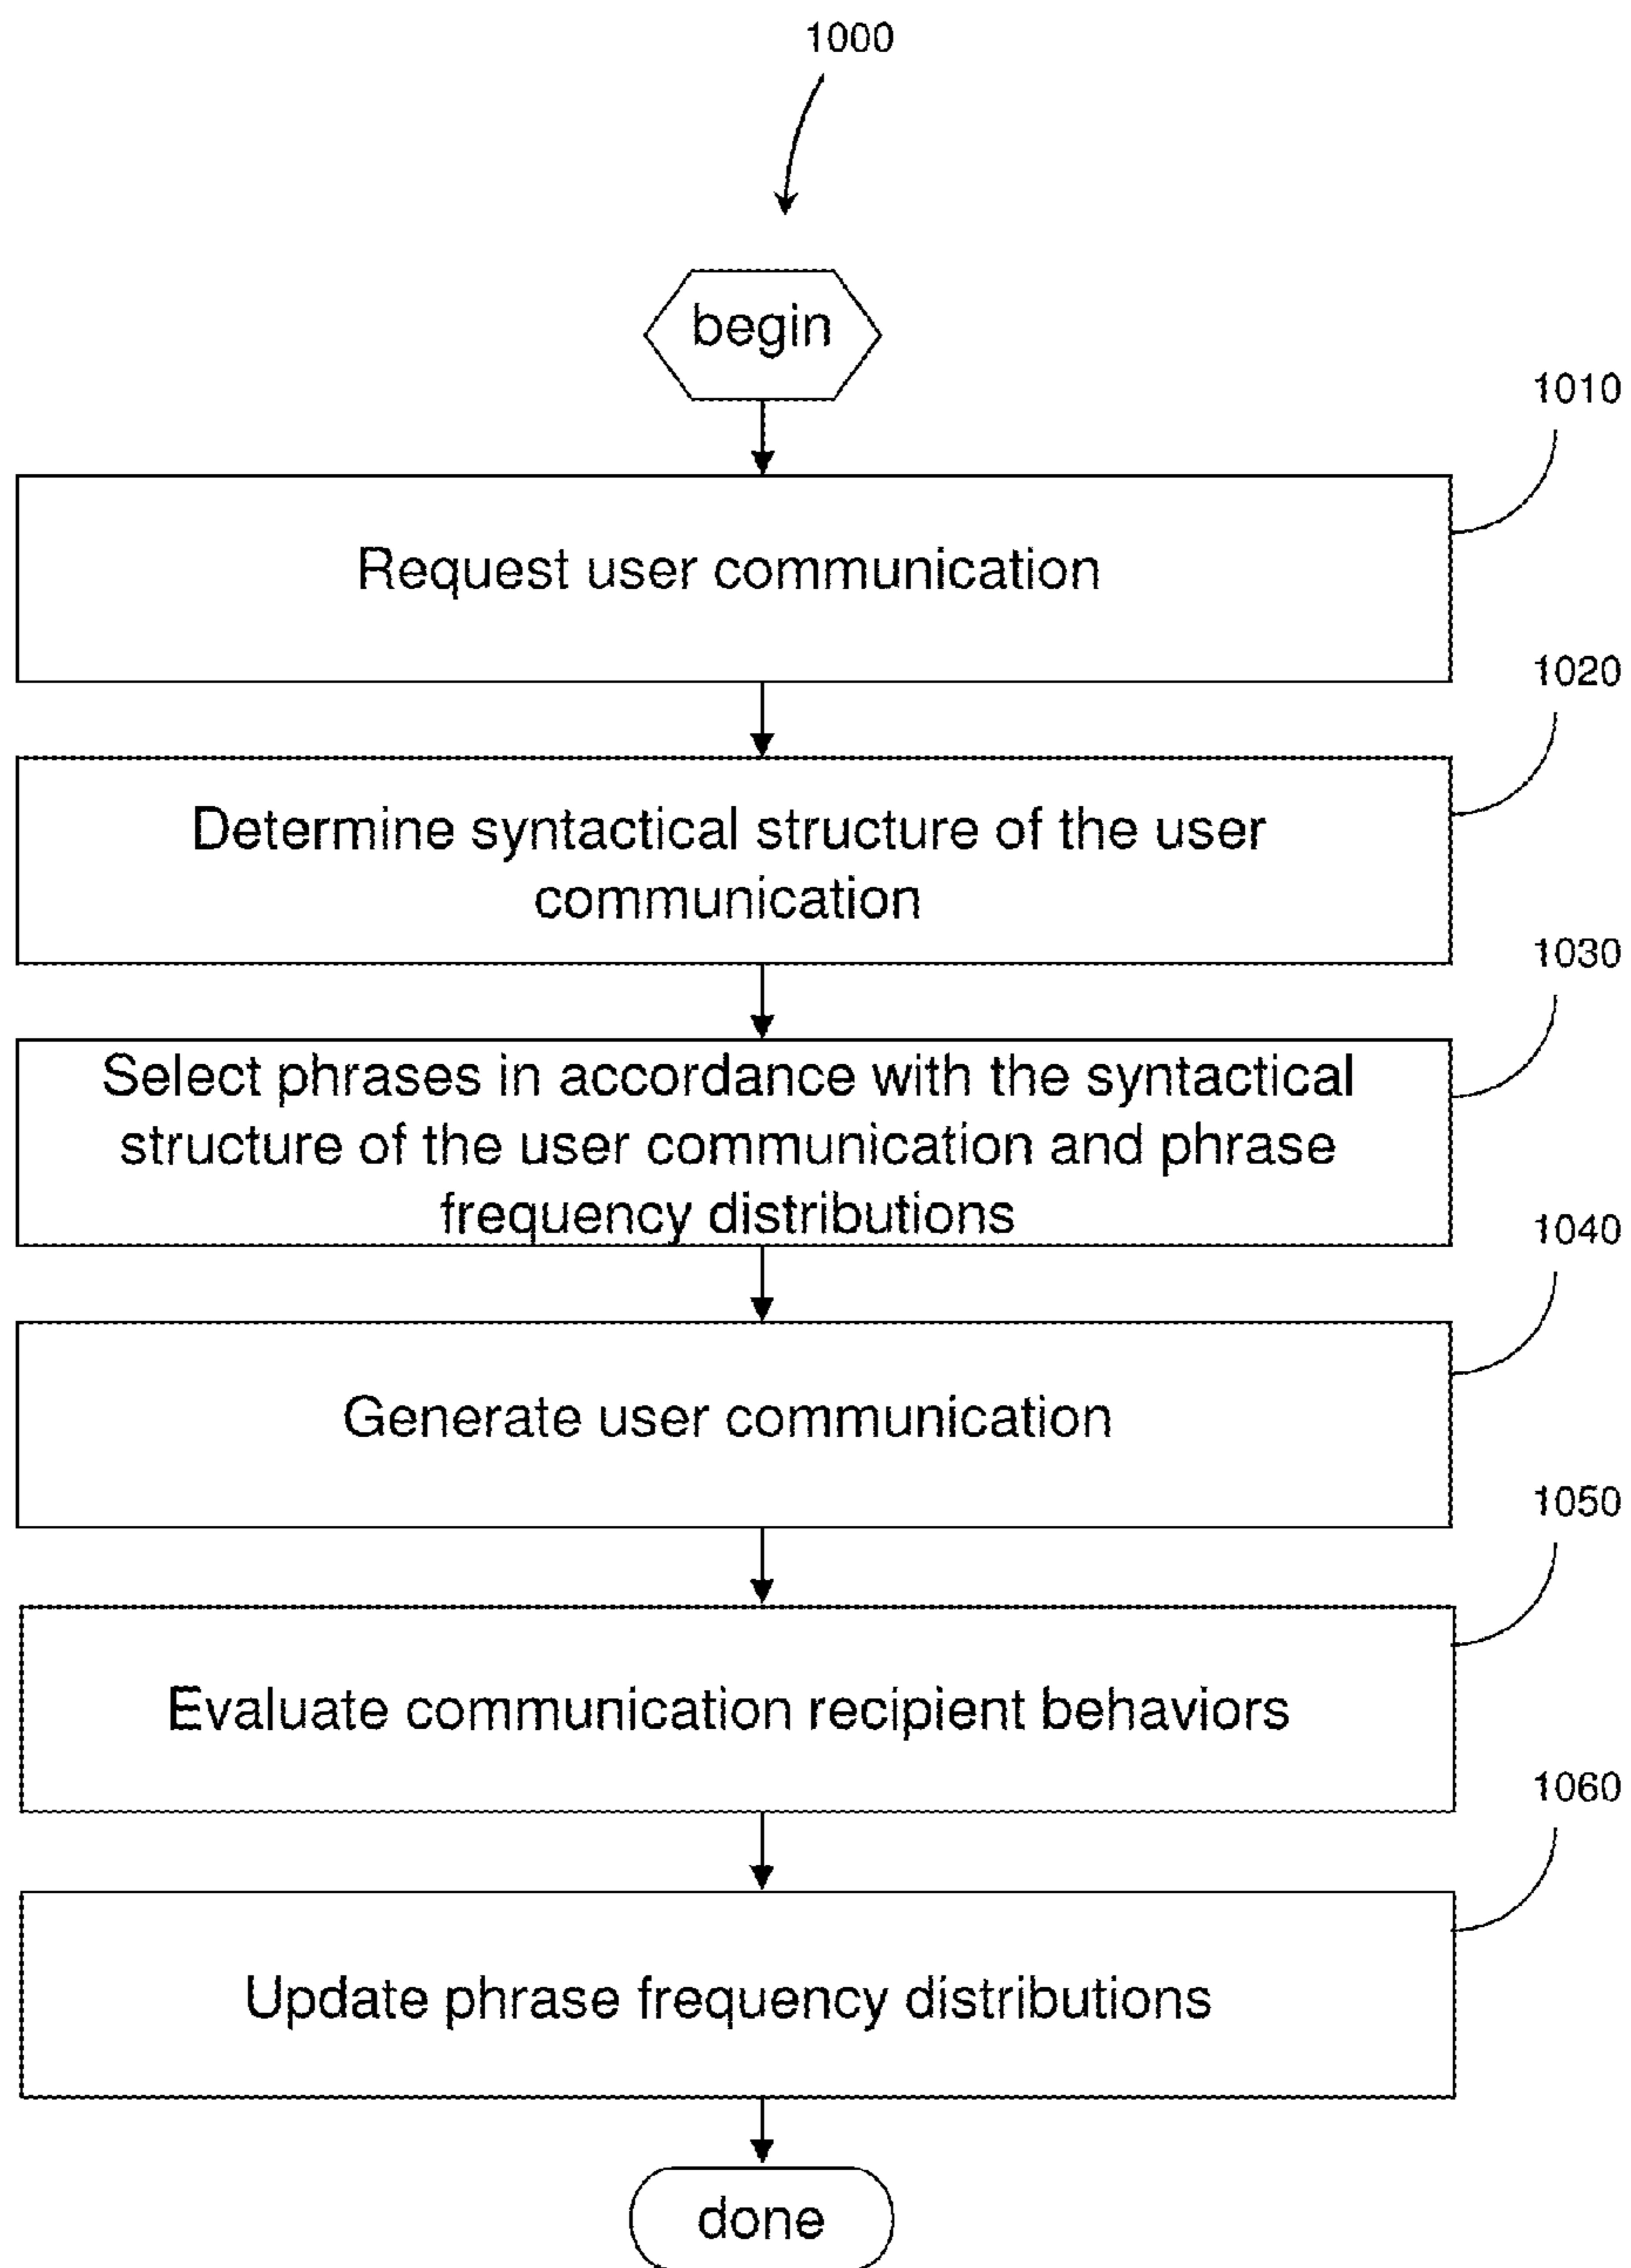 1000
begin
1010
Request user communication
1020
Determine syntactical structure of the user
communication
1030
Select phrases in accordance with the syntactical
structure of the user communication and phrase
frequency distributions
1040
Generate user communication
1050
Evaluate communication recipient behaviors
1060
Update phrase frequency distributions
done